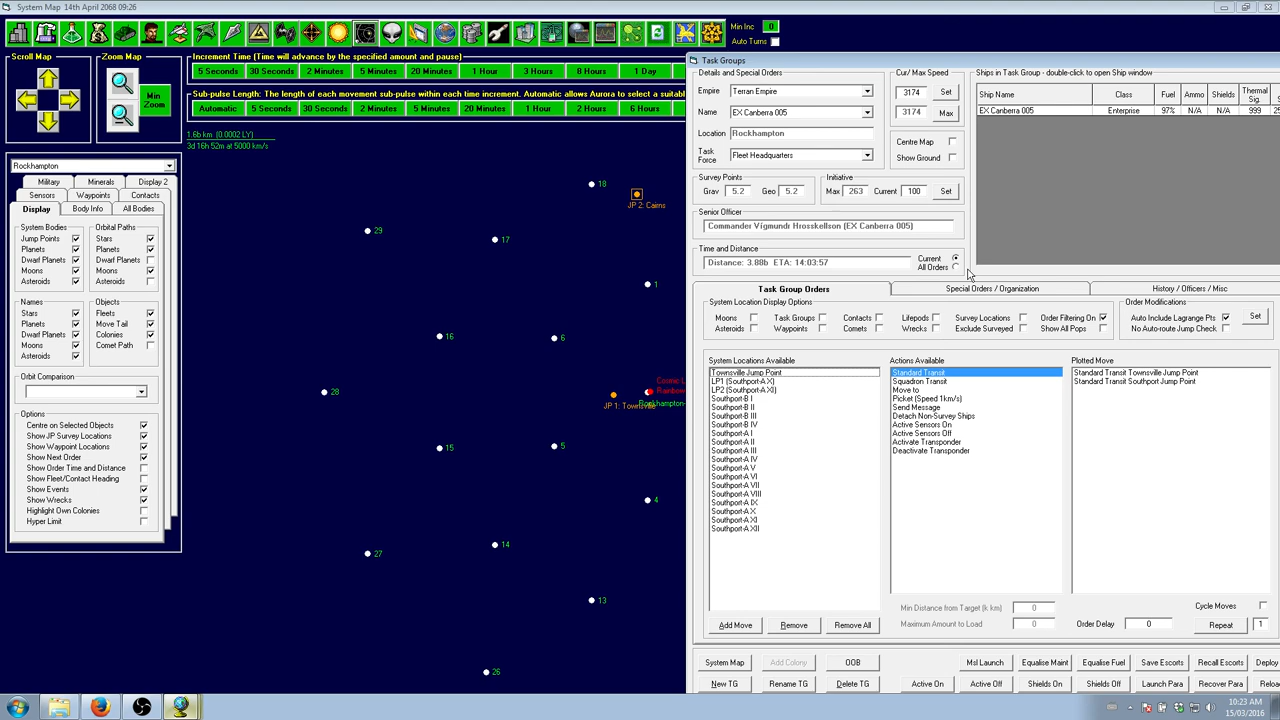 System Map 14th April 2068 09:26
Min Inc 0
Auto Turns
Scroll Map
Zoom Map
Min
Zoom
Increment Time (Time will advance by the specified amount and pause)
5 Seconds 30 Seconds 2 Minutes 5 Minutes 20 Minutes 1 Hour 3 Hours 8 Hours 1 Day
Sub-pulse Length: The length of each movement sub-pulse within each time increment. Automatic allows Aurora to select a suitabl
Automatic 5 Seconds 30 Seconds 2 Minutes 5 Minutes 20 Minutes 1 Hour 2 Hours 6 Hours
1.6b km (0.0002 LY)
3d 16h 52m at 5000 km/s
Rockhampton
Military Minerals Display 2
Sensors Waypoints Contacts
Display Body Info All Bodies
System Bodies
Jump Points
Planets
Dwarf Planets
Moons
Asteroids
Orbital Paths
Stars
Planets
Dwarf Planets
Moons
Asteroids
Names
Stars
Planets
Dwarf Planets
Moons
Asteroids
Objects
Fleets
Move Tail
Colonies
Comet Path
Orbit Comparison
Options
Centre on Selected Objects
Show JP Survey Locations
Show Waypoint Locations
Show Next Order
Show Order Time and Distance
Show Fleet/Contact Heading
Show Events
Show Wrecks
Highlight Own Colonies
Hyper Limit
18
JP 2: Cairns
29
17
1
16
6
28
Cosmic L
Rainbow
Rockhampton-
JP 1: Townsville
15
5
4
27
14
13
26
Task Groups
Details and Special Orders
Empire Terran Empire
Name EX Canberra 005
Location Rockhampton
Task
Force Fleet Headquarters
Cur/ Max Speed
3174 Set
3174 Max
Centre Map
Show Ground
Survey Points
Grav 5.2 Geo 5.2
Initiative
Max 263 Current 100 Set
Senior Officer
Commander Vígmundr Hrosskellson (EX Canberra 005)
Time and Distance
Distance: 3.88b ETA: 14:03:57
Current
All Orders
Ships in Task Group - double-click to open Ship window
Ship Name Class Fuel Ammo Shields Thermal
Sig.
EX Canberra 005 Enterprise 97% N/A N/A 999 25
Task Group Orders Special Orders / Organization History / Officers / Misc
System Location Display Options
Moons Task Groups Contacts Lifepods Survey Locations Order Filtering On
Asteroids Waypoints Comets Wrecks Exclude Surveyed Show All Pops
Order Modifications
Auto Include Lagrange Pts
No Auto-route Jump Check
Set
System Locations Available
Townsville Jump Point
LP1 (Southport-A X)
LP2 (Southport-A XI)
Southport-B I
Southport-B II
Southport-B III
Southport-B IV
Southport-A I
Southport-A II
Southport-A III
Southport-A IV
Southport-A V
Southport-A VI
Southport-A VII
Southport-A VIII
Southport-A IX
Southport-A X
Southport-A XI
Southport-A XII
Actions Available
Standard Transit
Squadron Transit
Move to
Picket (Speed 1km/s)
Send Message
Detach Non-Survey Ships
Active Sensors On
Active Sensors Off
Activate Transponder
Deactivate Transponder
Plotted Move
Standard Transit Townsville Jump Point
Standard Transit Southport Jump Point
Min Distance from Target (k km) 0
Maximum Amount to Load 0
Cycle Moves
Order Delay 0 Repeat 1
Add Move Remove Remove All
System Map Add Colony OOB Msl Launch Equalise Maint Equalise Fuel Save Escorts Recall Escorts Deploy
New TG Rename TG Delete TG Active On Active Off Shields On Shields Off Launch Para Recover Para Reloa
10:23 AM
15/03/2016